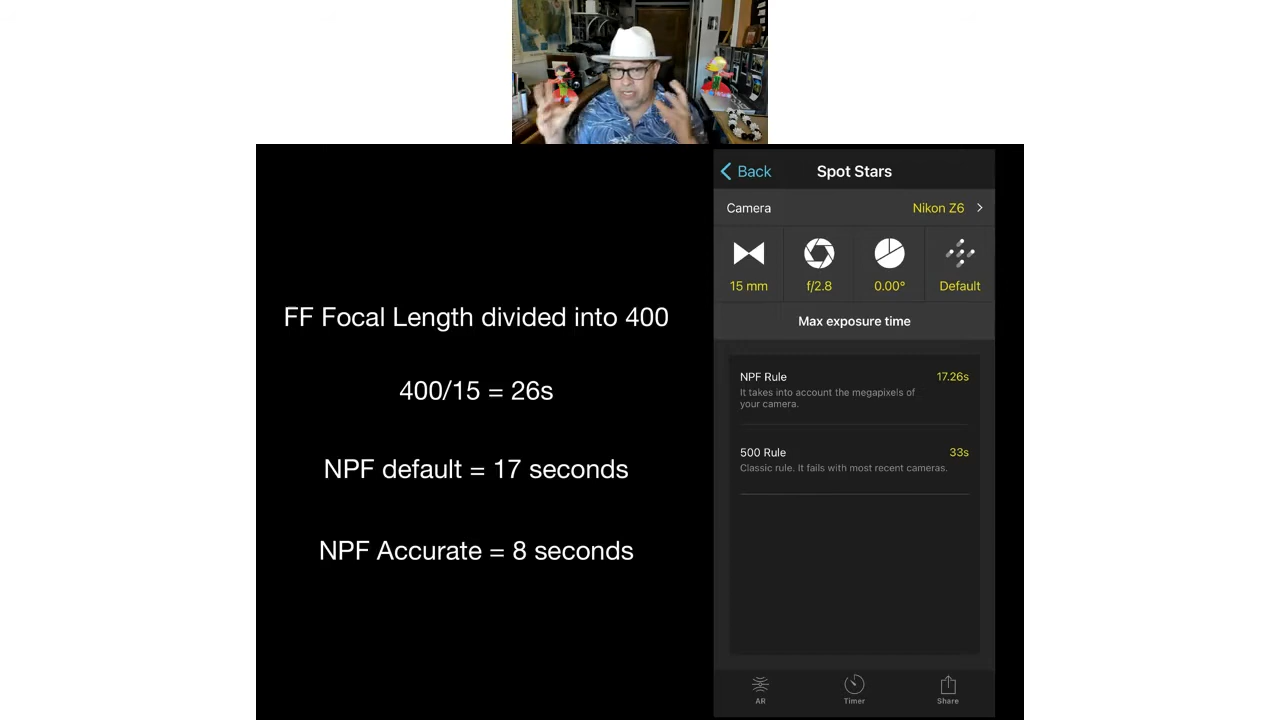 FF Focal Length divided into 400
400/15 = 26s
NPF default = 17 seconds
NPF Accurate = 8 seconds
Back Spot Stars
Camera Nikon Z6
15 mm f/2.8 0.00° Default
Max exposure time
NPF Rule 17.26s
It takes into account the megapixels of
your camera.
500 Rule 33s
Classic rule. It fails with most recent cameras.
AR Timer Share